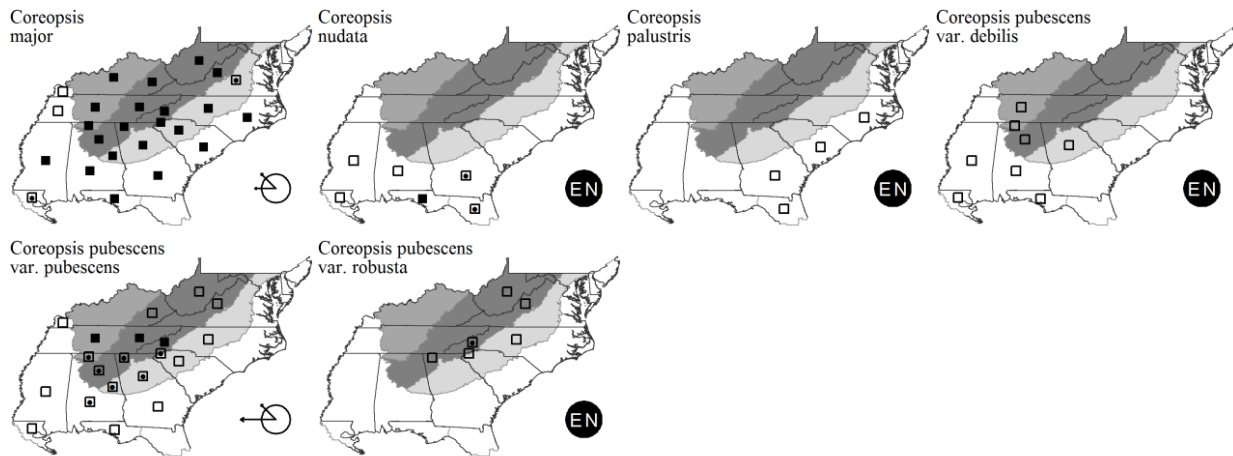 Coreopsis
major
Coreopsis
nudata
EN
Coreopsis
palustris
EN
Coreopsis pubescens
var. debilis
EN
Coreopsis pubescens
var. pubescens
Coreopsis pubescens
var. robusta
EN